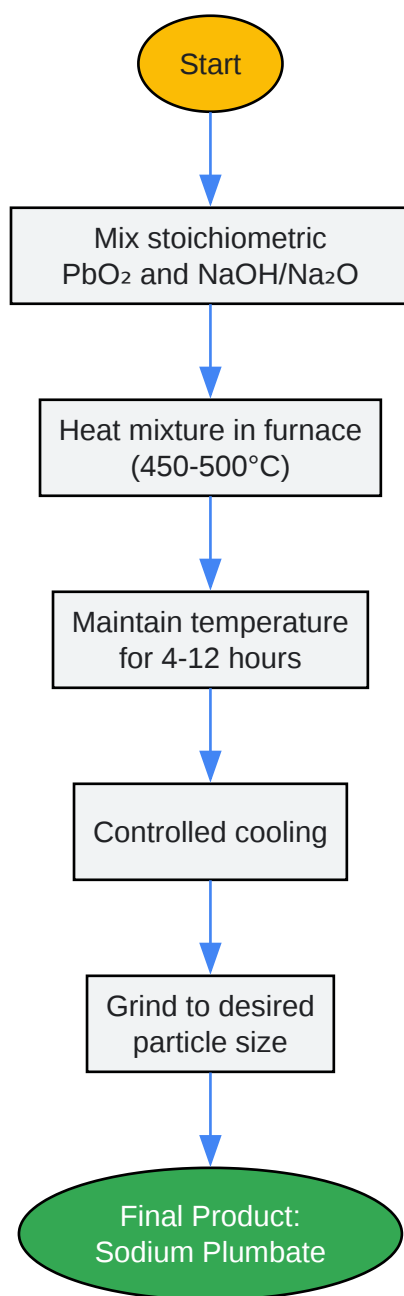 Start
Mix stoichiometric
PbO₂ and NaOH/Na₂O
Heat mixture in furnace
(450-500°C)
Maintain temperature
for 4-12 hours
Controlled cooling
Grind to desired
particle size
Final Product:
Sodium Plumbate